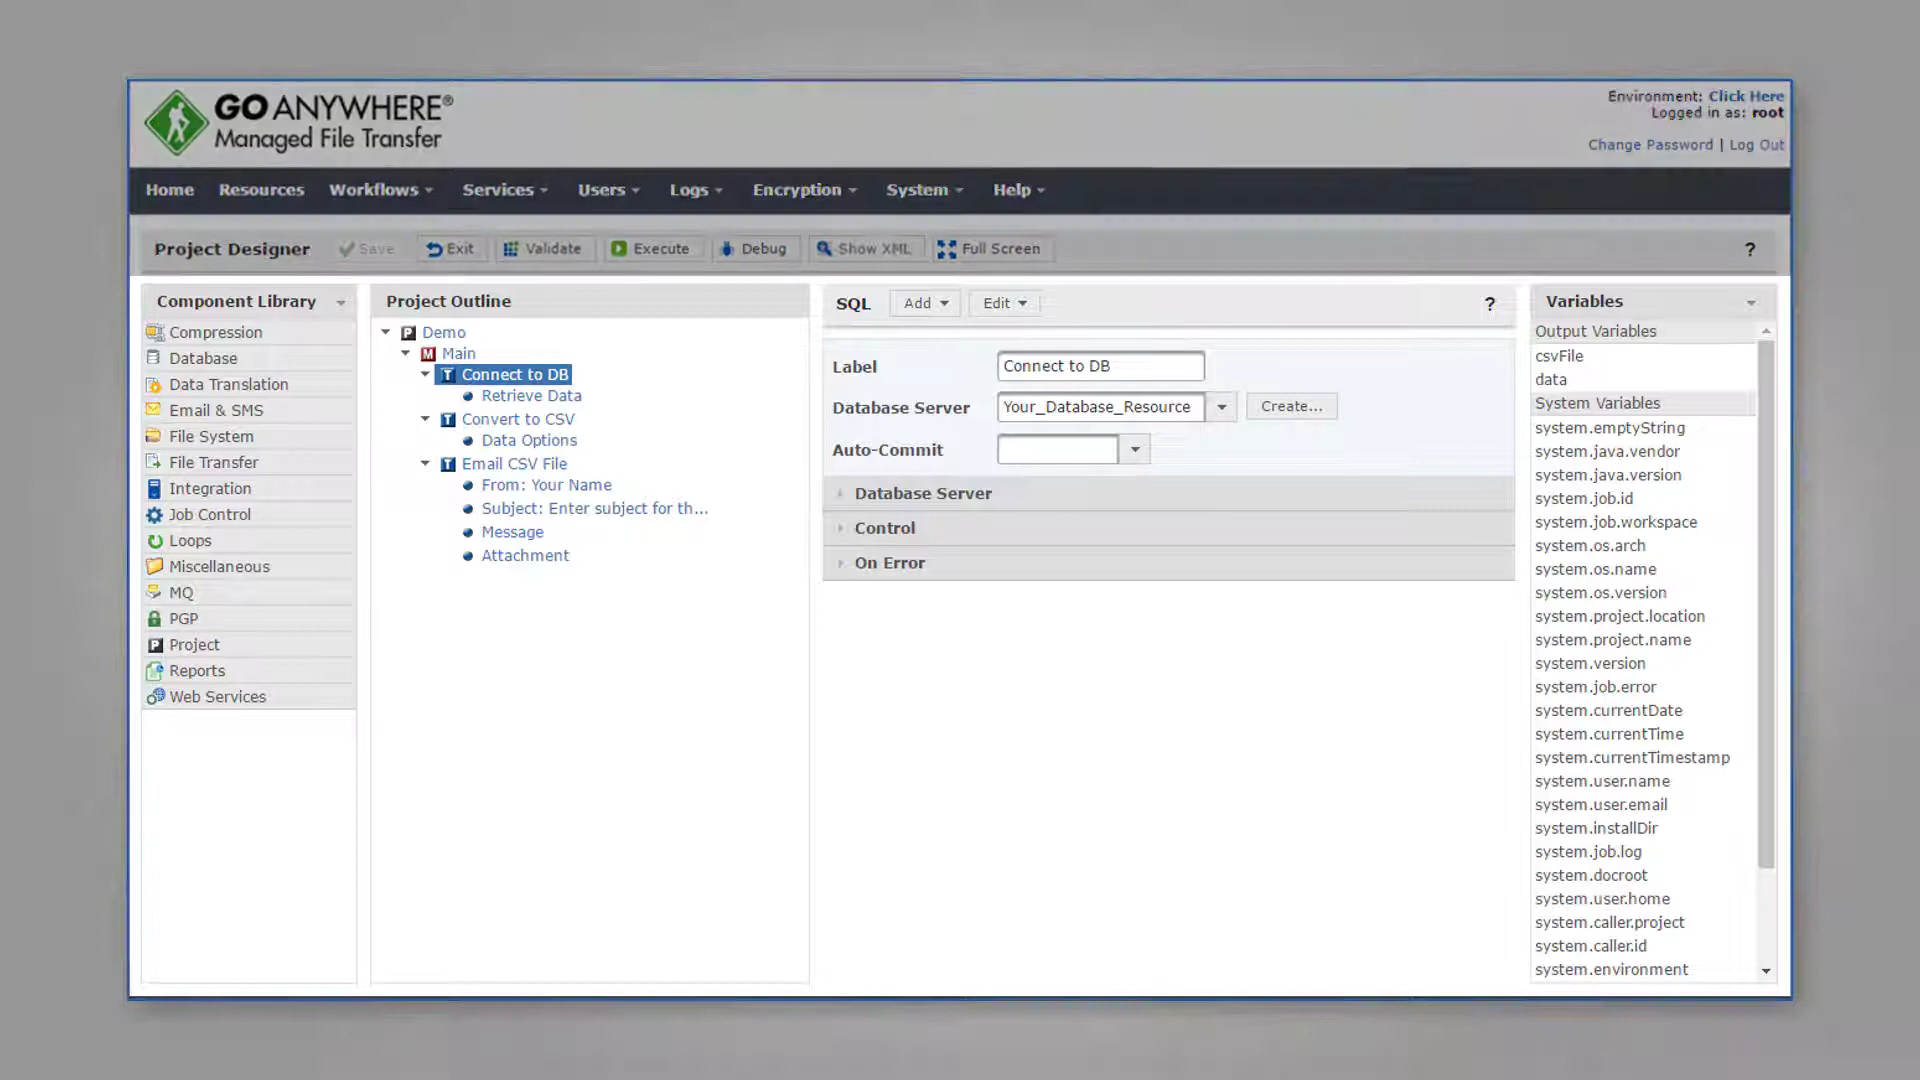 GO ANYWHERE®
Managed File Transfer
Environment: Click Here
Logged in as: root
Change Password | Log Out
Home Resources Workflows Services Users Logs Encryption System Help
Project Designer Save Exit Validate Execute Debug Show XML Full Screen ?
Component Library
Compression
Database
Data Translation
Email & SMS
File System
File Transfer
Integration
Job Control
Loops
Miscellaneous
MQ
PGP
Project
Reports
Web Services
Project Outline
P Demo
M Main
T Connect to DB
Retrieve Data
T Convert to CSV
Data Options
T Email CSV File
From: Your Name
Subject: Enter subject for th...
Message
Attachment
SQL Add Edit ?
Label Connect to DB
Database Server Your_Database_Resource Create...
Auto-Commit
Database Server
Control
On Error
Variables
Output Variables
csvFile
data
System Variables
system.emptyString
system.java.vendor
system.java.version
system.job.id
system.job.workspace
system.os.arch
system.os.name
system.os.version
system.project.location
system.project.name
system.version
system.job.error
system.currentDate
system.currentTime
system.currentTimestamp
system.user.name
system.user.email
system.installDir
system.job.log
system.docroot
system.user.home
system.caller.project
system.caller.id
system.environment